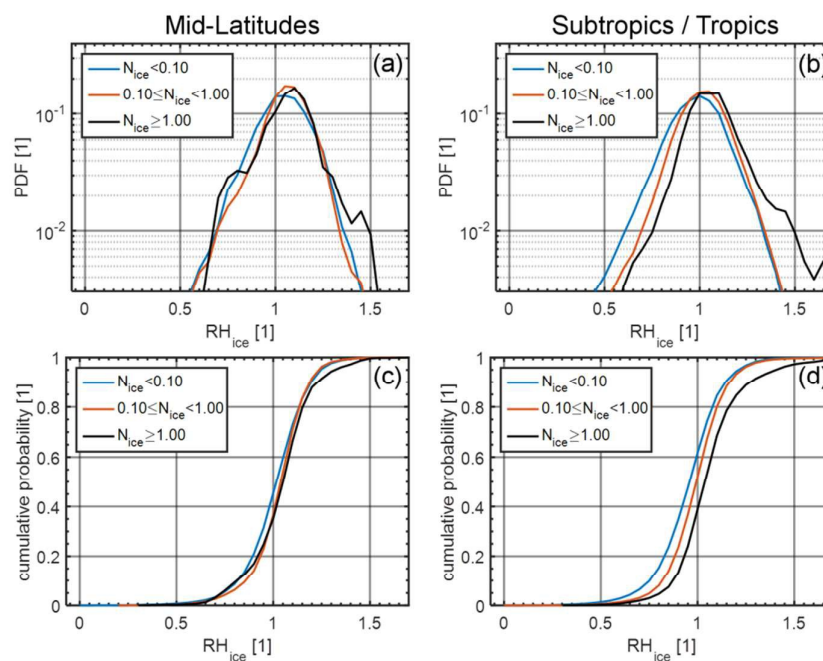 Mid-Latitudes
Subtropics / Tropics
(a)
N_ice<0.10
0.10≤N_ice<1.00
N_ice≥1.00
PDF [1]
10^-1
10^-2
0 0.5 1 1.5
RH_ice [1]
(b)
N_ice<0.10
0.10≤N_ice<1.00
N_ice≥1.00
PDF [1]
10^-1
10^-2
0 0.5 1 1.5
RH_ice [1]
(c)
N_ice<0.10
0.10≤N_ice<1.00
N_ice≥1.00
cumulative probability [1]
1
0.8
0.6
0.4
0.2
0
0 0.5 1 1.5
RH_ice [1]
(d)
N_ice<0.10
0.10≤N_ice<1.00
N_ice≥1.00
cumulative probability [1]
1
0.8
0.6
0.4
0.2
0
0 0.5 1 1.5
RH_ice [1]